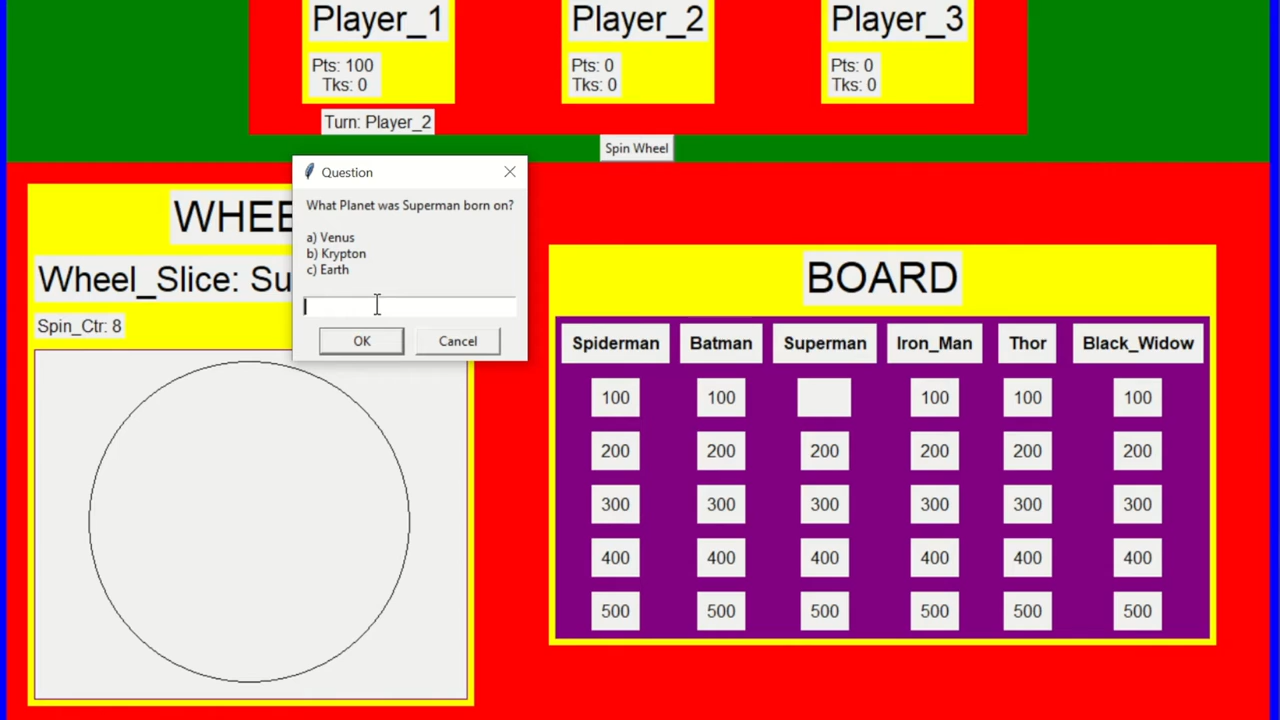 Player_1
Pts: 100
Tks: 0
Player_2
Pts: 0
Tks: 0
Player_3
Pts: 0
Tks: 0
Turn: Player_2
Spin Wheel
Question
What Planet was Superman born on?
a) Venus
b) Krypton
c) Earth
OK
Cancel
WHEE
Wheel_Slice: Su
Spin_Ctr: 8
BOARD
Spiderman Batman Superman Iron_Man Thor Black_Widow
100 100 100 100 100
200 200 200 200 200 200
300 300 300 300 300 300
400 400 400 400 400 400
500 500 500 500 500 500